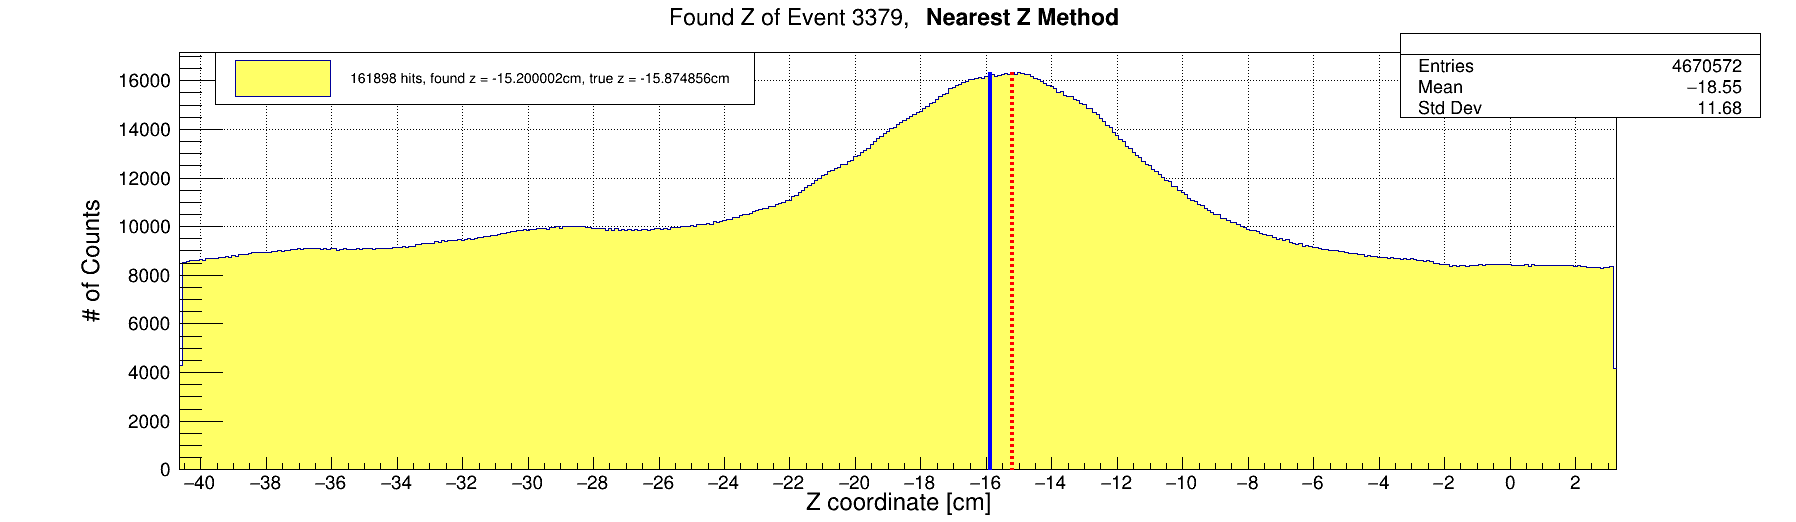 Found Z of Event 3379, Nearest Z Method
161898 hits, found z = -15.200002cm, true z = -15.874856cm
Entries 4670572
Mean −18.55
Std Dev 11.68
16000
14000
12000
10000
8000
6000
4000
2000
0
# of Counts
−40 −38 −36 −34 −32 −30 −28 −26 −24 −22 −20 −18 −16 −14 −12 −10 −8 −6 −4 −2 0 2
Z coordinate [cm]